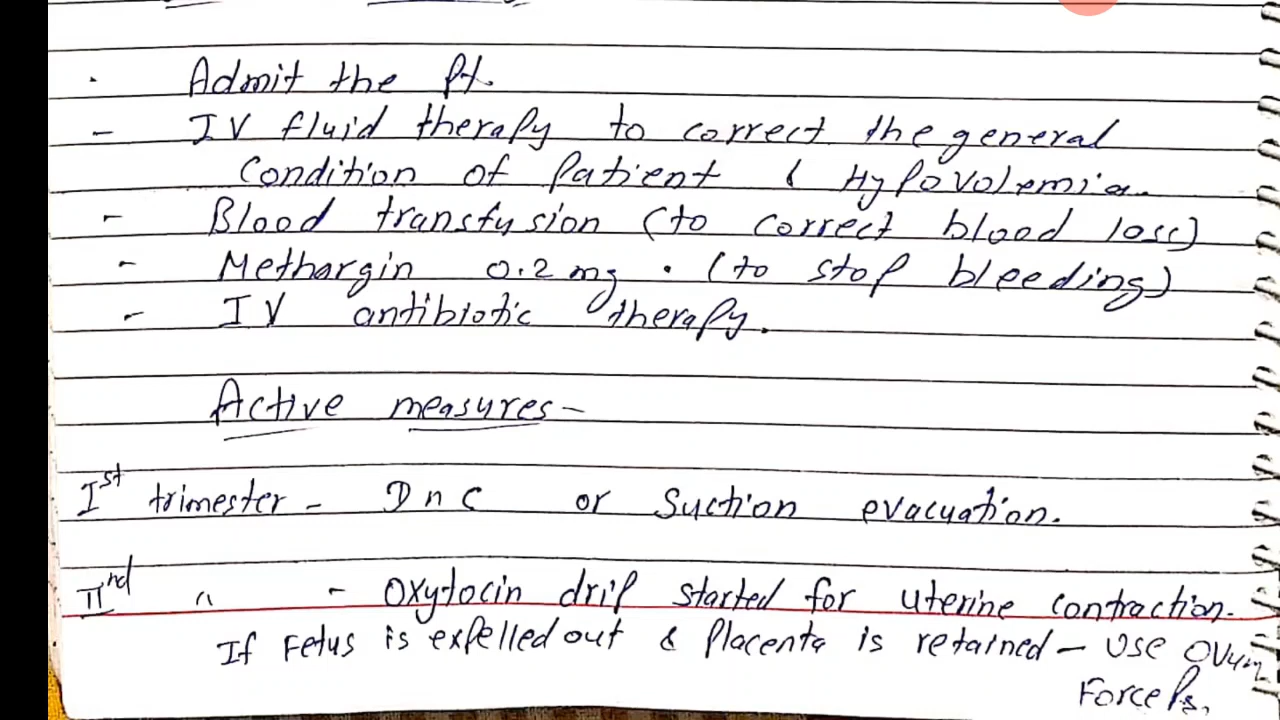 · Admit the Pt.
- IV fluid therapy to correct the general
Condition of Patient & Hypovolemia.
- Blood transfusion (to correct blood loss)
- Methargin 0.2 mg . (to stop bleeding)
- IV antibiotic therapy.
Active measures -
Ist trimester - D n C or Suction evacuation.
IInd " - Oxytocin drip started for uterine contraction.
If Fetus is expelled out & Placenta is retained - Use Ovum
Forceps.